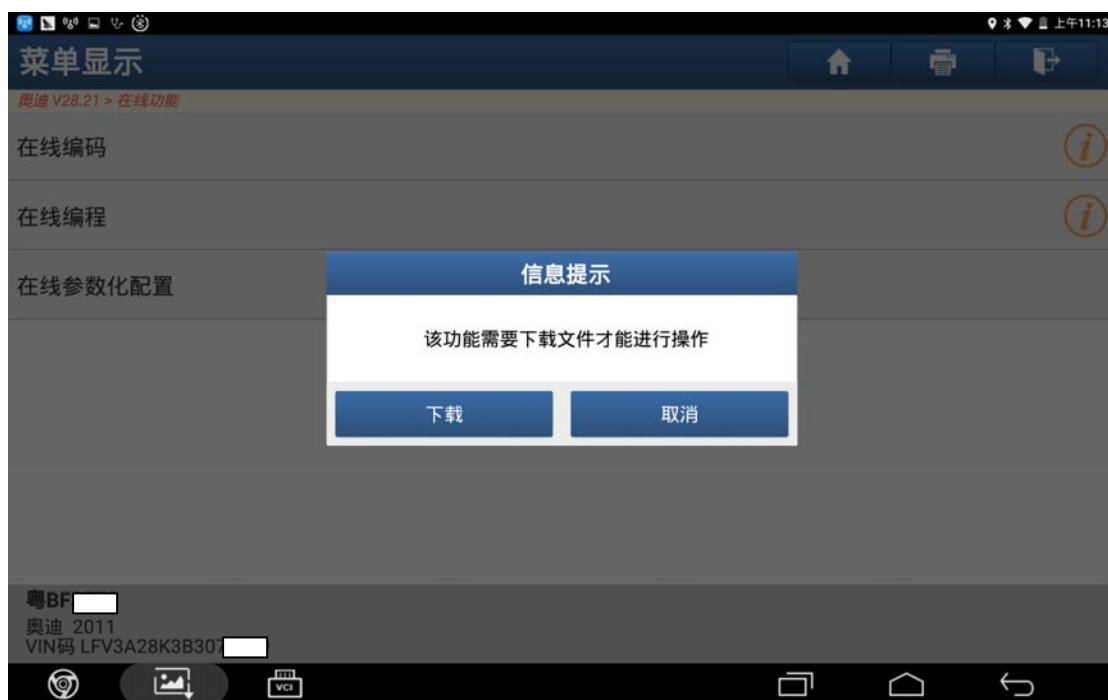 上午11:13
菜单显示
奥迪 V28.21 > 在线功能
在线编码
i
在线编程
i
在线参数化配置
信息提示
该功能需要下载文件才能进行操作
下载
取消
粤BF
奥迪 2011
VIN码 LFV3A28K3B307
VCI